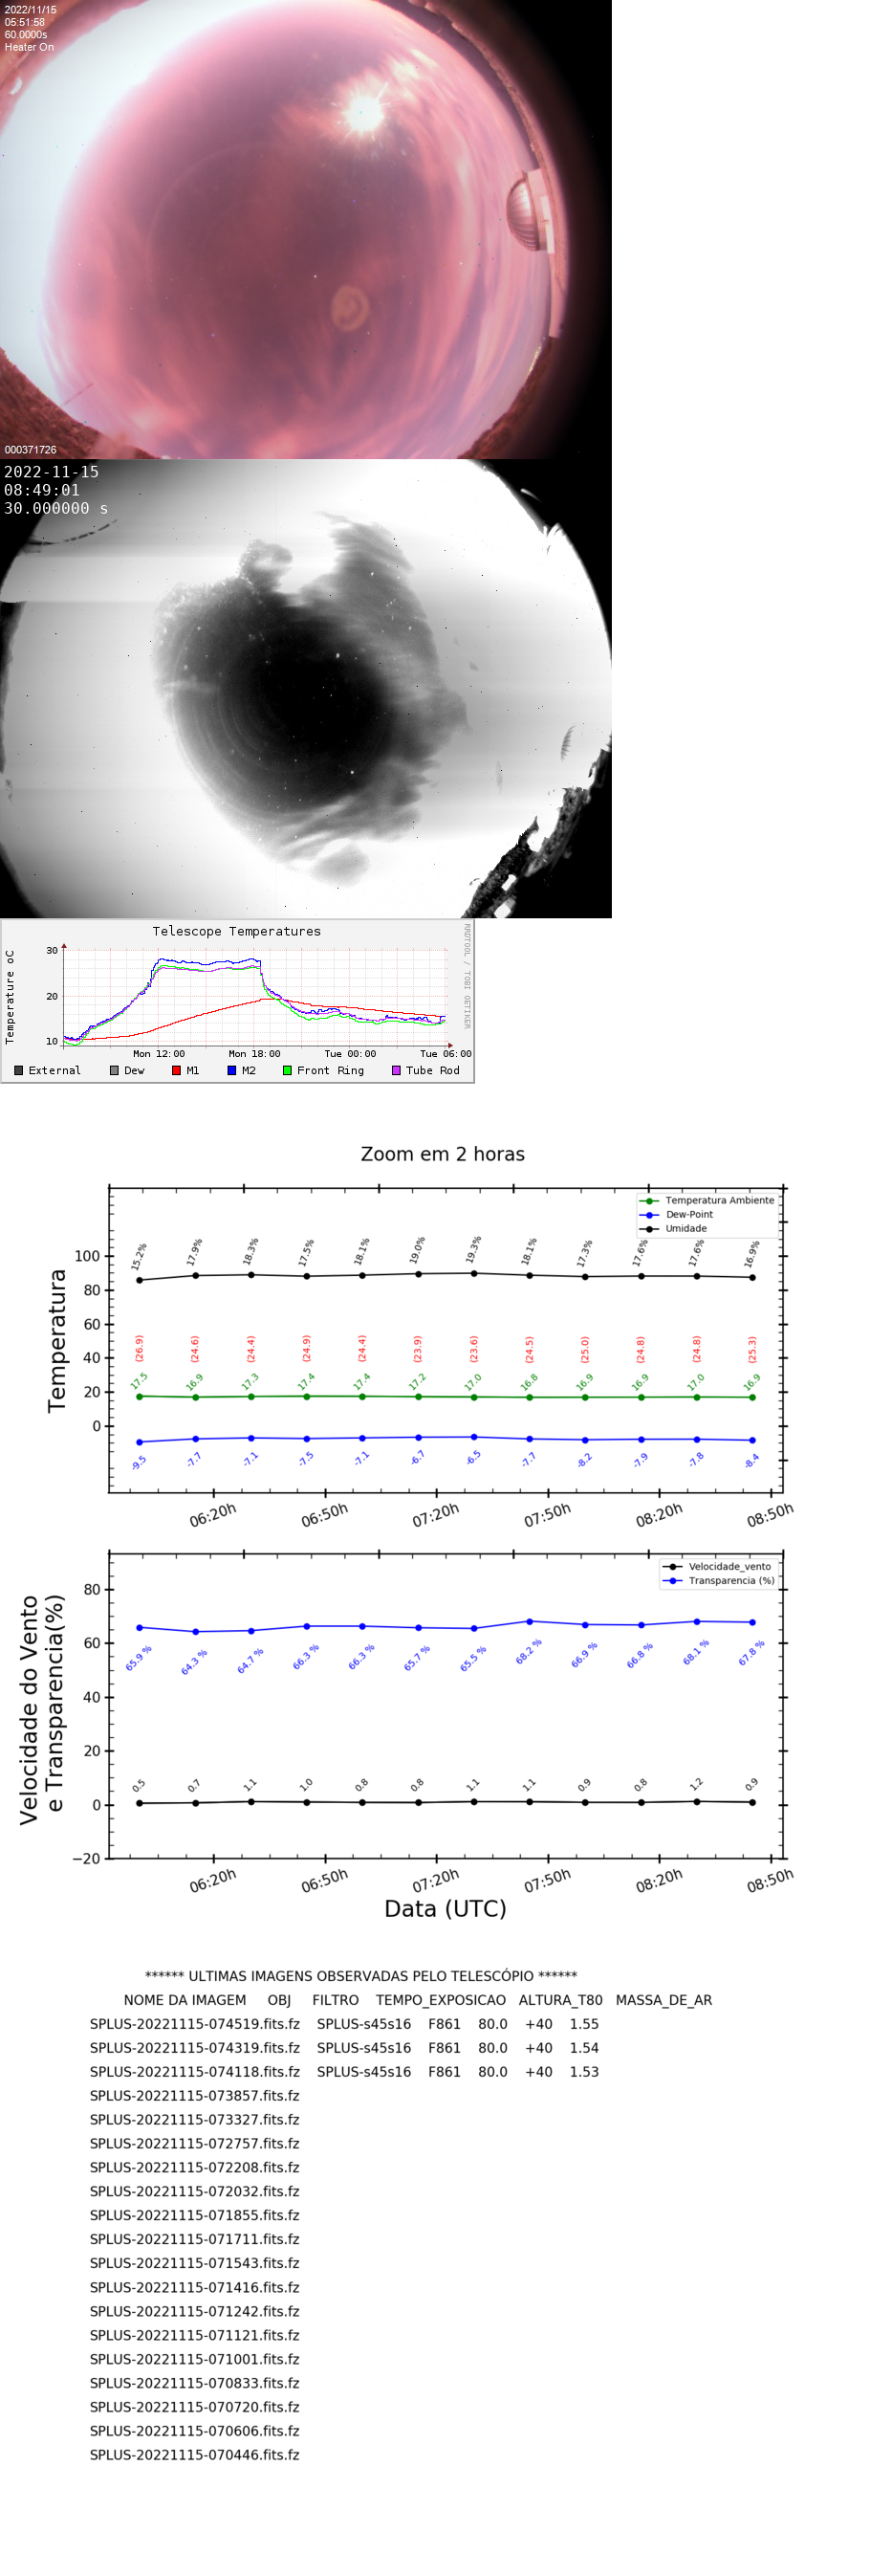 2022/11/15
05:51:58
60.0000s
Heater On
000371726
2022-11-15
08:49:01
30.000000 s
Telescope Temperatures
Temperature oC
RRDTOOL / TOBI OETIKER
30
20
10
Mon 12:00 Mon 18:00 Tue 00:00 Tue 06:00
External Dew M1 M2 Front Ring Tube Rod
Zoom em 2 horas
Temperatura Ambiente
Dew-Point
Umidade
Temperatura
100
80
60
40
20
0
15.2% 17.9% 18.3% 17.5% 18.1% 19.0% 19.3% 18.1% 17.3% 17.6% 17.6% 16.9%
(26.9) (24.6) (24.4) (24.9) (24.4) (23.9) (23.6) (24.5) (25.0) (24.8) (24.8) (25.3)
17.5 16.9 17.3 17.4 17.4 17.2 17.0 16.8 16.9 16.9 17.0 16.9
-9.5 -7.7 -7.1 -7.5 -7.1 -6.7 -6.5 -7.7 -8.2 -7.9 -7.8 -8.4
06:20h 06:50h 07:20h 07:50h 08:20h 08:50h
Velocidade_vento
Transparencia (%)
Velocidade do Vento
e Transparencia(%)
80
60
40
20
0
−20
65.9 % 64.3 % 64.7 % 66.3 % 66.3 % 65.7 % 65.5 % 68.2 % 66.9 % 66.8 % 68.1 % 67.8 %
0.5 0.7 1.1 1.0 0.8 0.8 1.1 1.1 0.9 0.8 1.2 0.9
06:20h 06:50h 07:20h 07:50h 08:20h 08:50h
Data (UTC)
****** ULTIMAS IMAGENS OBSERVADAS PELO TELESCÓPIO ******
NOME DA IMAGEM OBJ FILTRO TEMPO_EXPOSICAO ALTURA_T80 MASSA_DE_AR
SPLUS-20221115-074519.fits.fz SPLUS-s45s16 F861 80.0 +40 1.55
SPLUS-20221115-074319.fits.fz SPLUS-s45s16 F861 80.0 +40 1.54
SPLUS-20221115-074118.fits.fz SPLUS-s45s16 F861 80.0 +40 1.53
SPLUS-20221115-073857.fits.fz
SPLUS-20221115-073327.fits.fz
SPLUS-20221115-072757.fits.fz
SPLUS-20221115-072208.fits.fz
SPLUS-20221115-072032.fits.fz
SPLUS-20221115-071855.fits.fz
SPLUS-20221115-071711.fits.fz
SPLUS-20221115-071543.fits.fz
SPLUS-20221115-071416.fits.fz
SPLUS-20221115-071242.fits.fz
SPLUS-20221115-071121.fits.fz
SPLUS-20221115-071001.fits.fz
SPLUS-20221115-070833.fits.fz
SPLUS-20221115-070720.fits.fz
SPLUS-20221115-070606.fits.fz
SPLUS-20221115-070446.fits.fz